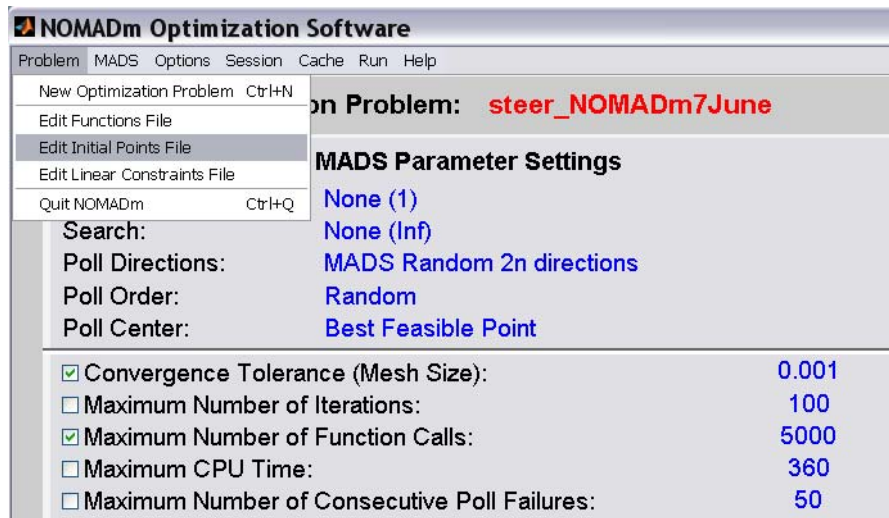 NOMADm Optimization Software
Problem MADS Options Session Cache Run Help
New Optimization Problem Ctrl+N
Edit Functions File
Edit Initial Points File
Edit Linear Constraints File
Quit NOMADm Ctrl+Q
on Problem: steer_NOMADm7June
MADS Parameter Settings
None (1)
Search: None (Inf)
Poll Directions: MADS Random 2n directions
Poll Order: Random
Poll Center: Best Feasible Point
Convergence Tolerance (Mesh Size): 0.001
Maximum Number of Iterations: 100
Maximum Number of Function Calls: 5000
Maximum CPU Time: 360
Maximum Number of Consecutive Poll Failures: 50